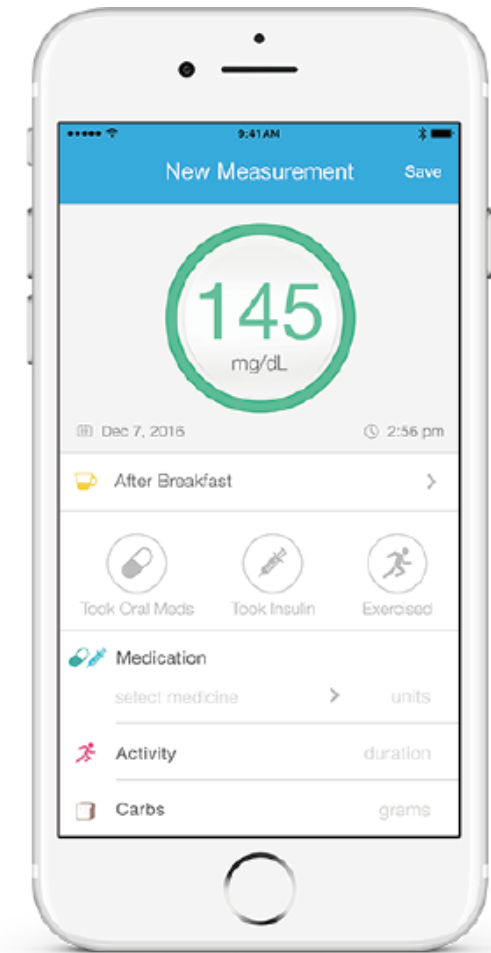 9:41 AM
New Measurement Save
145
mg/dL
Dec 7, 2016 2:56 pm
After Breakfast
Took Oral Meds Took Insulin Exercised
Medication
select medicine units
Activity duration
Carbs grams